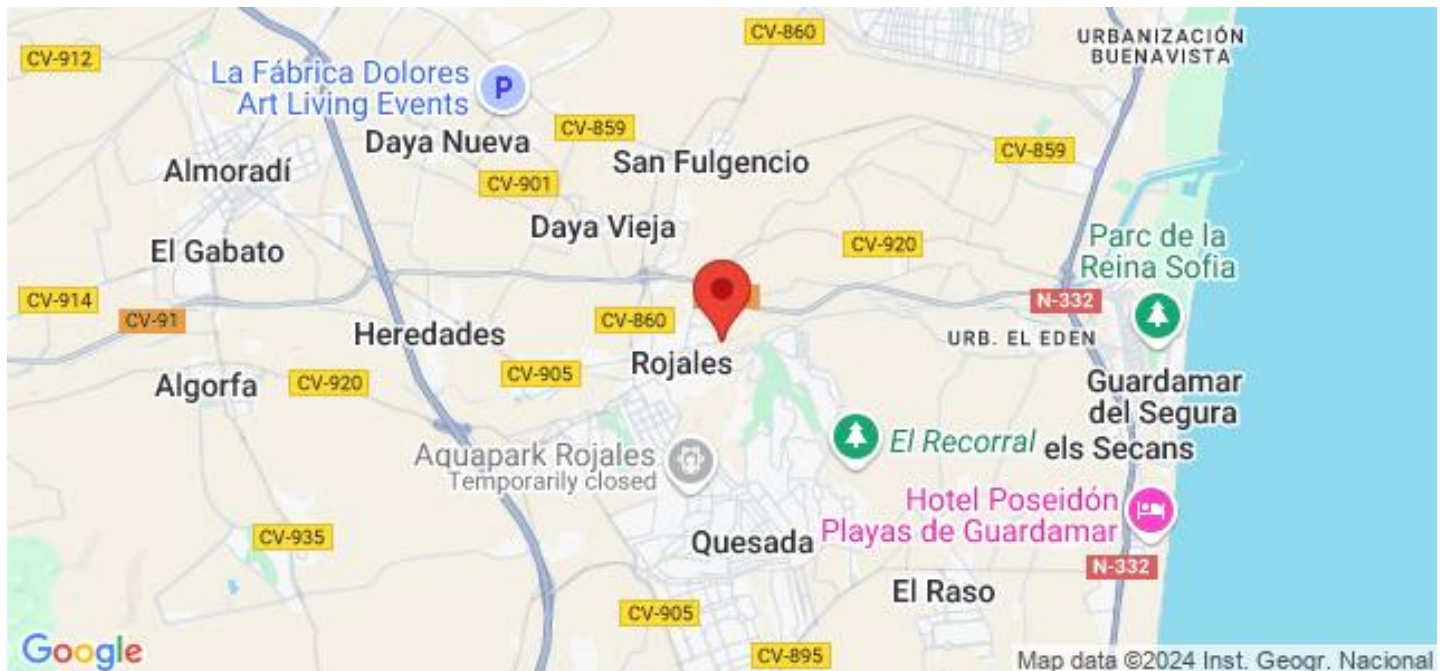 CV-860
URBANIZACIÓN
BUENAVISTA
CV-912
La Fábrica Dolores
Art Living Events
P
Daya Nueva
CV-859
CV-859
Almoradí
San Fulgencio
CV-901
Daya Vieja
El Gabato
CV-920
Parc de la
Reina Sofia
CV-914
CV-91
CV-860
N-332
Heredades
URB. EL EDEN
Rojales
CV-905
Algorfa
CV-920
Guardamar
del Segura
El Recorral
els Secans
Aquapark Rojales
Temporarily closed
Hotel Poseidón
Playas de Guardamar
CV-935
Quesada
N-332
El Raso
CV-905
Google
CV-895
Map data ©2024 Inst. Geogr. Nacional